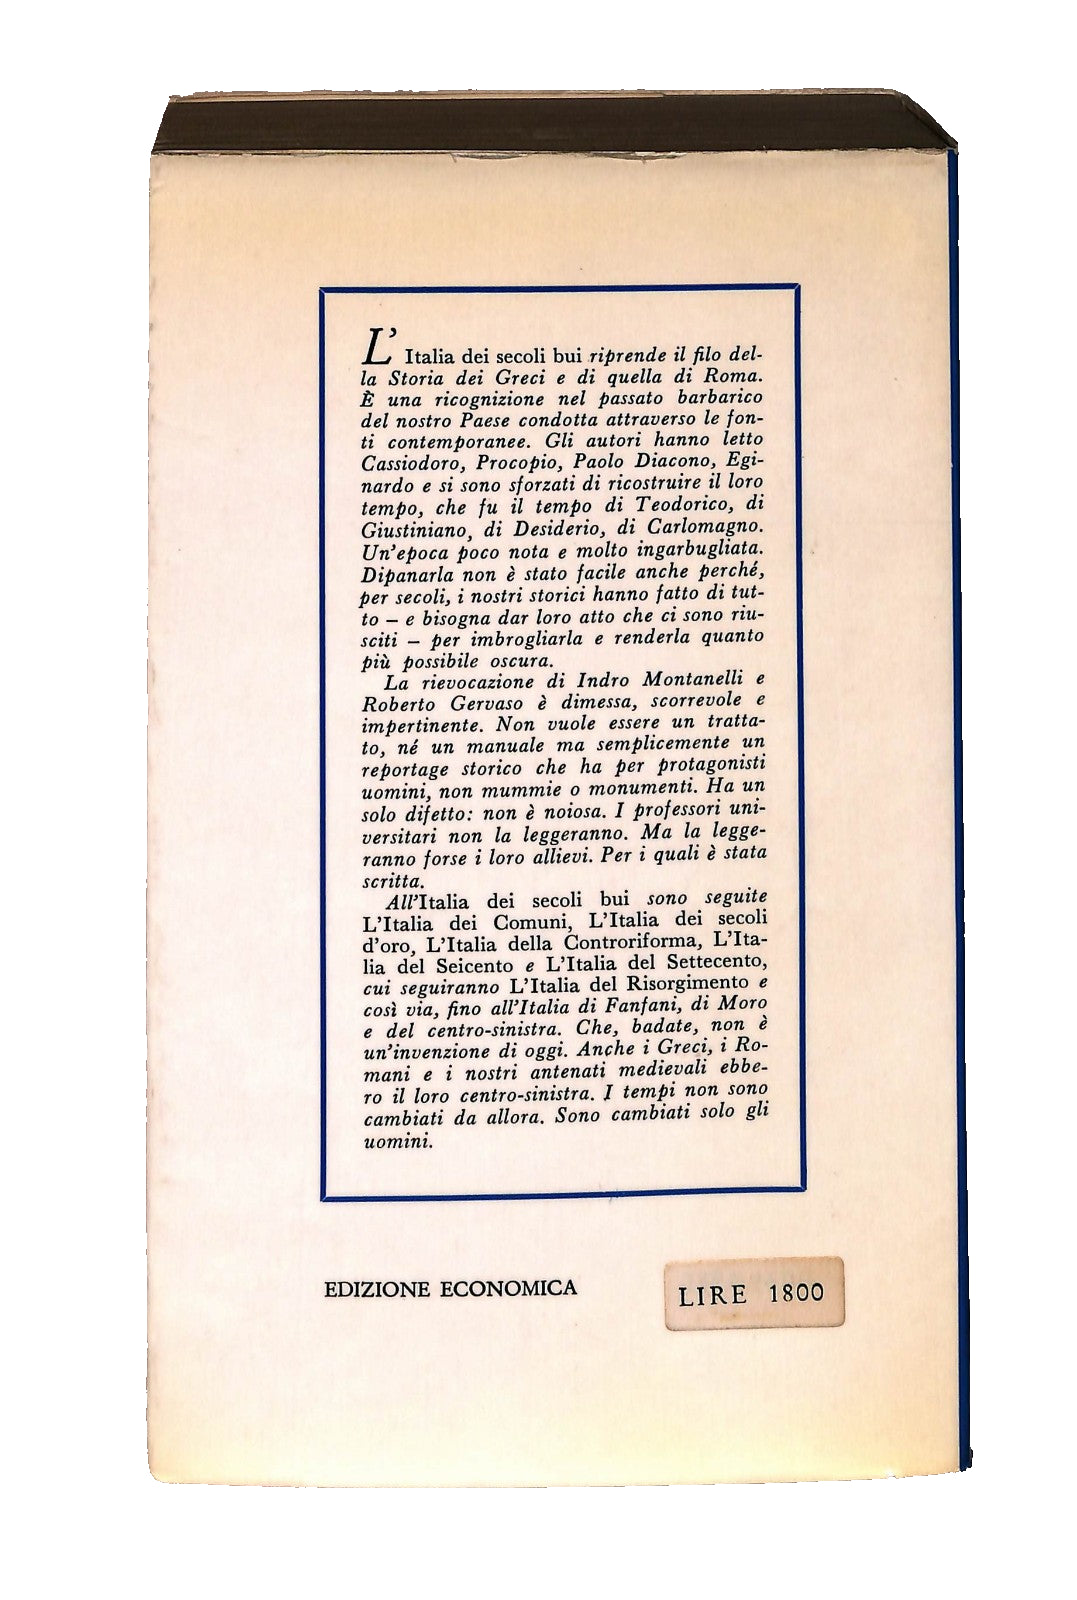 L'Italia dei secoli bui riprende il filo del-
la Storia dei Greci e di quella di Roma.
È una ricognizione nel passato barbarico
del nostro Paese condotta attraverso le fon-
ti contemporanee. Gli autori hanno letto
Cassiodoro, Procopio, Paolo Diacono, Egi-
nardo e si sono sforzati di ricostruire il loro
tempo, che fu il tempo di Teodorico, di
Giustiniano, di Desiderio, di Carlomagno.
Un'epoca poco nota e molto ingarbugliata.
Dipanarla non è stato facile anche perché,
per secoli, i nostri storici hanno fatto di tut-
to – e bisogna dar loro atto che ci sono riu-
sciti – per imbrogliarla e renderla quanto
più possibile oscura.
La rievocazione di Indro Montanelli e
Roberto Gervaso è dimessa, scorrevole e
impertinente. Non vuole essere un tratta-
to, né un manuale ma semplicemente un
reportage storico che ha per protagonisti
uomini, non mummie o monumenti. Ha un
solo difetto: non è noiosa. I professori uni-
versitari non la leggeranno. Ma la legge-
ranno forse i loro allievi. Per i quali è stata
scritta.
All'Italia dei secoli bui sono seguite
L'Italia dei Comuni, L'Italia dei secoli
d'oro, L'Italia della Controriforma, L'Ita-
lia del Seicento e L'Italia del Settecento,
cui seguiranno L'Italia del Risorgimento e
così via, fino all'Italia di Fanfani, di Moro
e del centro-sinistra. Che, badate, non è
un'invenzione di oggi. Anche i Greci, i Ro-
mani e i nostri antenati medievali ebbe-
ro il loro centro-sinistra. I tempi non sono
cambiati da allora. Sono cambiati solo gli
uomini.
EDIZIONE ECONOMICA
LIRE 1800